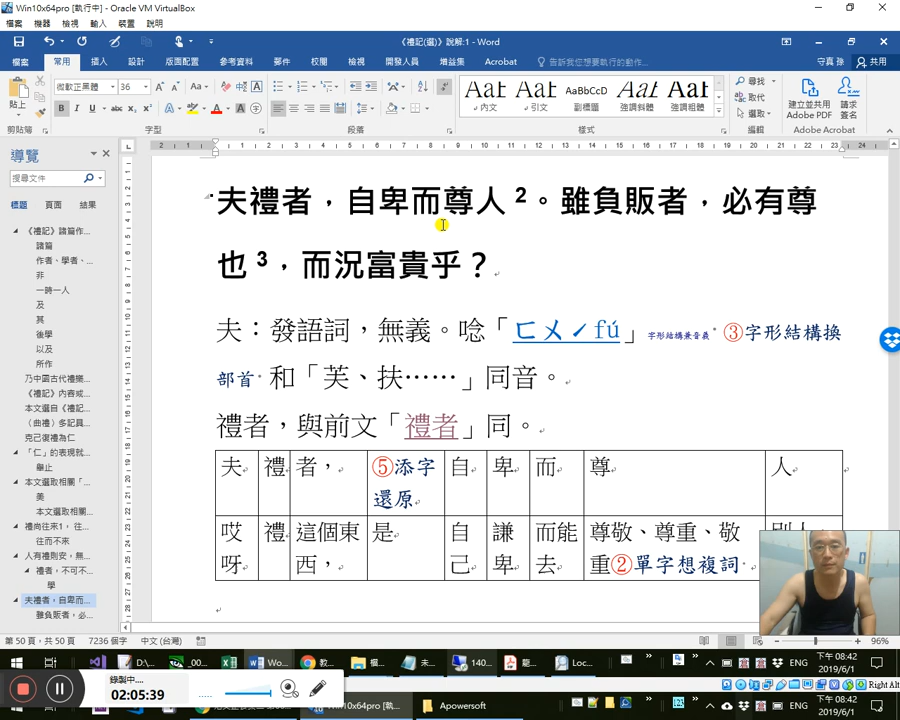 Win10x64pro [執行中] - Oracle VM VirtualBox
檔案 機器 檢視 輸入 裝置 說明
《禮記(選)》說解:1 - Word
檔案 常用 插入 設計 版面配置 參考資料 郵件 校閱 檢視 開發人員 增益集 Acrobat 告訴我您想要執行的動作... 守真 孫 共用
貼上 微軟正黑體 36
剪貼簿 字型 段落 樣式 編輯 Adobe Acrobat
AaI AaI AaBbCcD AaI AaI
內文 引文 副標題 強調斜體 強調粗體
尋找 取代 選取
建立並共用 Adobe PDF 請求 簽名
導覽
搜尋文件
標題 頁面 結果
《禮記》諸篇作...
諸篇
作者、學者、...
非
一時一人
及
其
後學
以及
所作
乃中國古代禮樂...
《禮記》內容或...
本文選自《禮記...
〈曲禮〉多記具...
克己復禮為仁
「仁」的表現就...
舉止
本文選取相關「...
美
本文選取相關...
禮尚往來1， 往...
往而不來
人有禮則安，無...
禮者，不可不...
學
夫禮者，自卑而...
雖負販者，必...
夫禮者，自卑而尊人 2。雖負販者，必有尊
也 3，而況富貴乎？
夫：發語詞，無義。唸「ㄈㄨˊfú」字形結構兼音義 ③字形結構換
部首 和「芙、扶……」同音。
禮者，與前文「禮者」同。
夫 禮 者， ⑤添字還原 自 卑 而 尊 人
哎呀 禮 這個東西， 是 自己 謙卑 而能去 尊敬、尊重、敬重②單字想複詞
第 50 頁，共 50 頁 7236 個字 中文 (台灣) 96%
ENG 下午 08:42 2019/6/1
錄製中...
02:05:39
Right Alt
Win10x64pro [執... Apowersoft
ENG 下午 08:42 2019/6/1